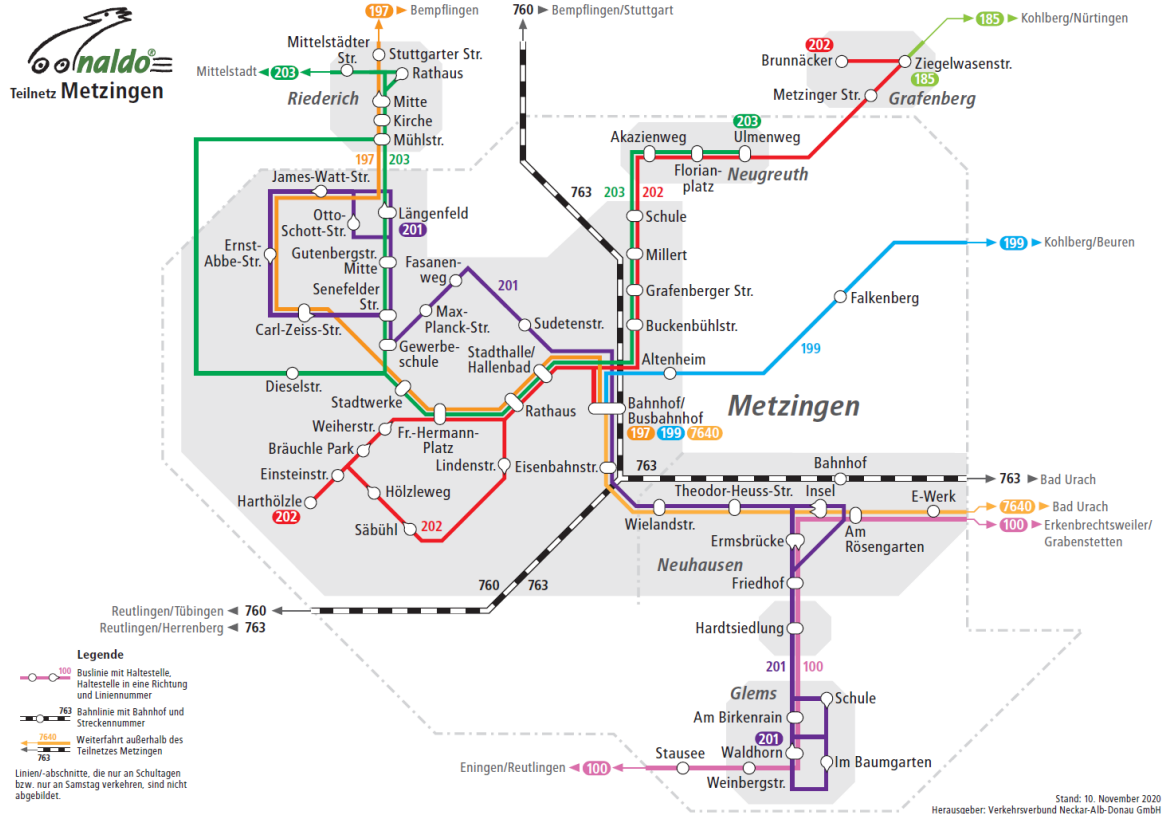 naldo®
Teilnetz Metzingen
197 Bempflingen
760 Bempflingen/Stuttgart
185 Kohlberg/Nürtingen
Mittelstädter
Str.
Stuttgarter Str.
Mittelstadt 203
Rathaus
Riederich
Mitte
Kirche
Mühlstr.
197
203
202
Brunnäcker
Ziegelwasenstr.
185
Metzinger Str.
Grafenberg
203
Akazienweg
Ulmenweg
Florian-
platz
Neugreuth
763
203
202
James-Watt-Str.
Otto-
Schott-Str.
Längenfeld
201
Ernst-
Abbe-Str.
Gutenbergstr.
Mitte
Senefelder
Str.
Carl-Zeiss-Str.
Gewerbe-
schule
Fasanen-
weg
201
Max-
Planck-Str.
Sudetenstr.
Schule
Millert
Grafenberger Str.
Buckenbühlstr.
199 Kohlberg/Beuren
Falkenberg
199
Altenheim
Stadthalle/
Hallenbad
Dieselstr.
Stadtwerke
Rathaus
Bahnhof/
Busbahnhof
197 199 7640
Metzingen
Weiherstr.
Fr.-Hermann-
Platz
Bräuchle Park
Lindenstr.
Einsteinstr.
Harthölzle
202
Hölzleweg
Säbühl
202
Eisenbahnstr.
763
Bahnhof
763 Bad Urach
Theodor-Heuss-Str.
Insel
E-Werk
7640 Bad Urach
100 Erkenbrechtsweiler/
Grabenstetten
Wielandstr.
Am
Rösengarten
Ermsbrücke
Neuhausen
Friedhof
760
763
Reutlingen/Tübingen 760
Reutlingen/Herrenberg 763
Hardtsiedlung
201
100
Glems
Schule
Am Birkenrain
201
Waldhorn
Im Baumgarten
Stausee
Weinbergstr.
Eningen/Reutlingen 100
Legende
100
Buslinie mit Haltestelle,
Haltestelle in eine Richtung
und Liniennummer
763
Bahnlinie mit Bahnhof und
Streckennummer
7640
763
Weiterfahrt außerhalb des
Teilnetzes Metzingen
Linien/-abschnitte, die nur an Schultagen
bzw. nur an Samstag verkehren, sind nicht
abgebildet.
Stand: 10. November 2020
Herausgeber: Verkehrsverbund Neckar-Alb-Donau GmbH